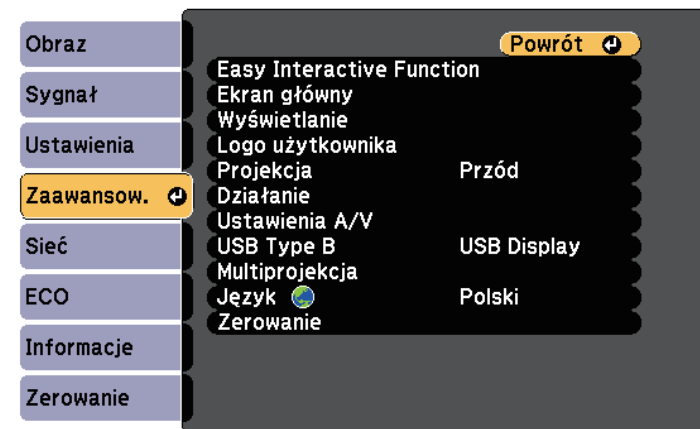 Obraz
Sygnał
Ustawienia
Zaawansow.
Sieć
ECO
Informacje
Zerowanie
Powrót
Easy Interactive Function
Ekran główny
Wyświetlanie
Logo użytkownika
Projekcja Przód
Działanie
Ustawienia A/V
USB Type B USB Display
Multiprojekcja
Język Polski
Zerowanie